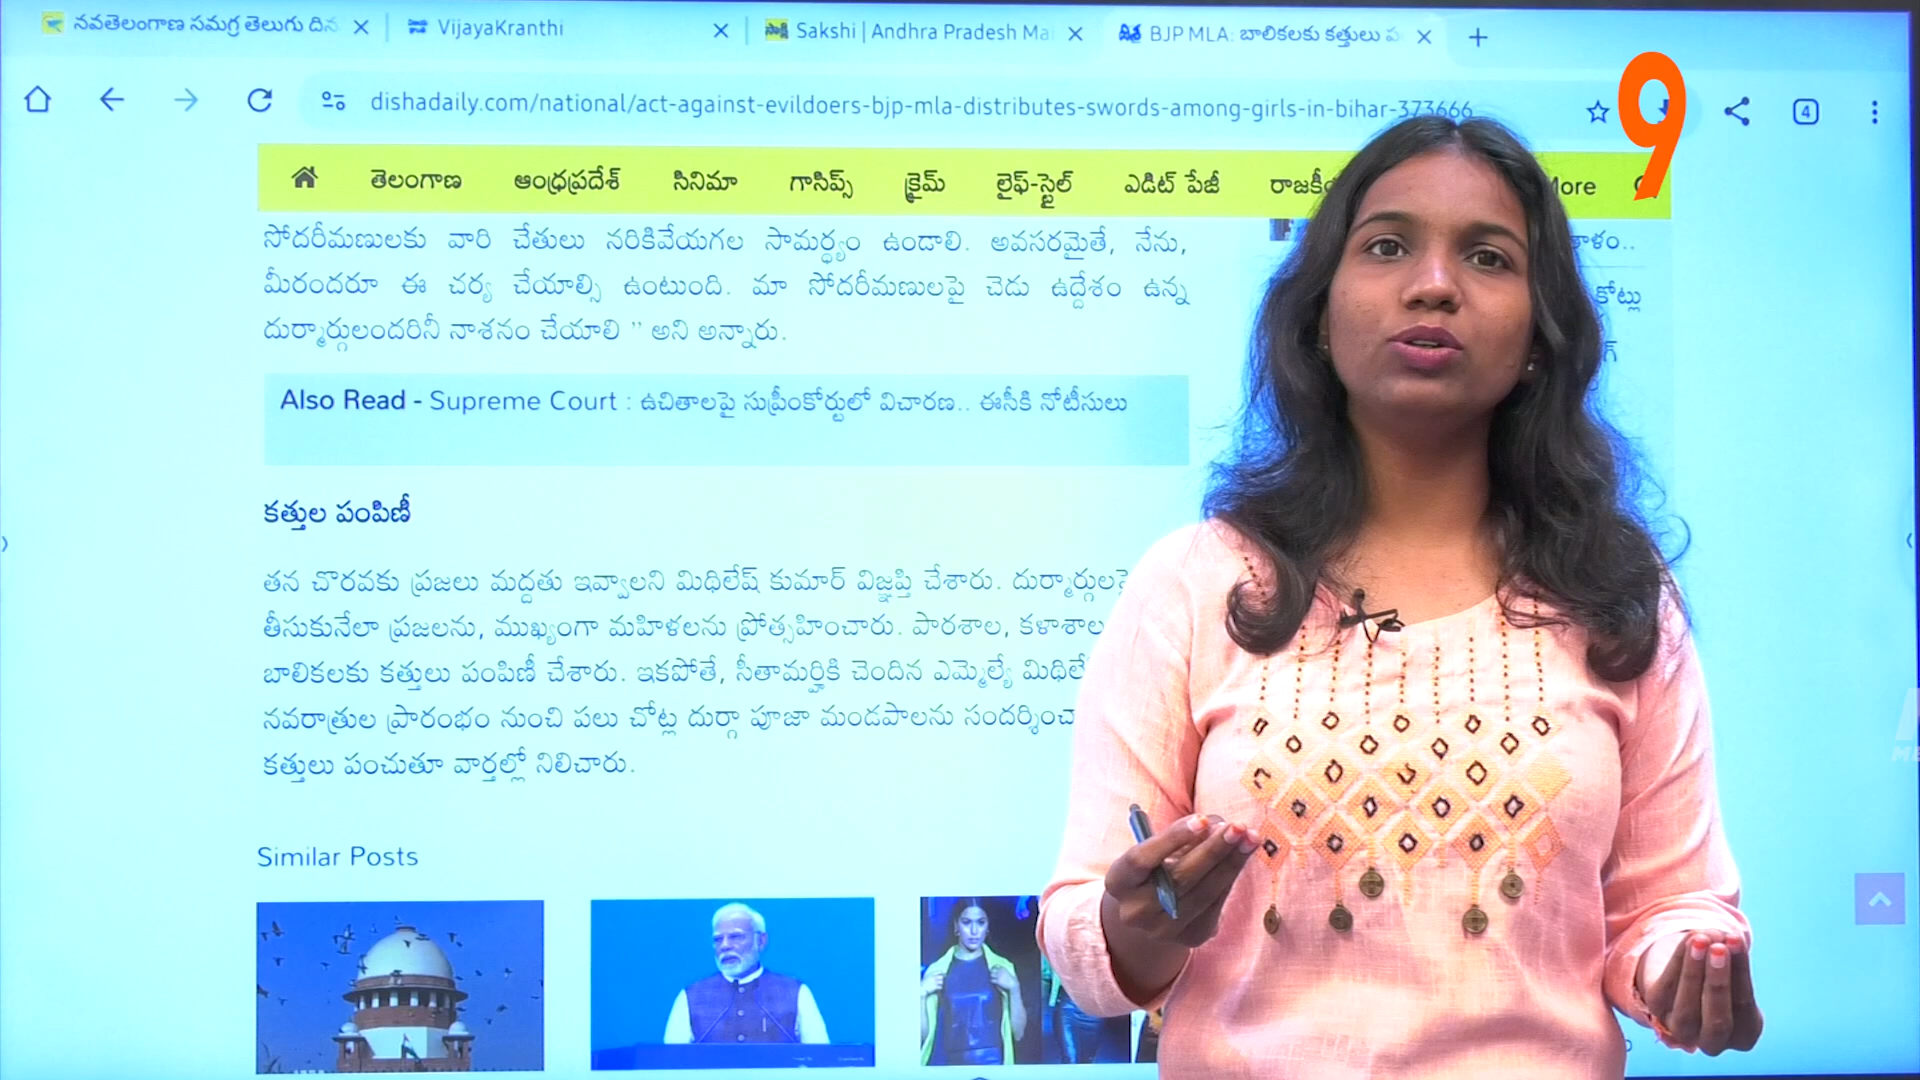 నవతెలంగాణ సమగ్ర తెలుగు దిన
VijayaKranthi
Sakshi | Andhra Pradesh Mai
BJP MLA: బాలికలకు కత్తులు ప
dishadaily.com/national/act-against-evildoers-bjp-mla-distributes-swords-among-girls-in-bihar-373666
4
9
తెలంగాణ ఆంధ్రప్రదేశ్ సినిమా గాసిప్స్ క్రైమ్ లైఫ్-స్టైల్ ఎడిట్ పేజీ రాజకీ More
సోదరీమణులకు వారి చేతులు నరికివేయగల సామర్థ్యం ఉండాలి. అవసరమైతే, నేను,
మీరందరూ ఈ చర్య చేయాల్సి ఉంటుంది. మా సోదరీమణులపై చెడు ఉద్దేశం ఉన్న
దుర్మార్గులందరినీ నాశనం చేయాలి ” అని అన్నారు.
తాళం..
కోట్లు
Also Read - Supreme Court : ఉచితాలపై సుప్రీంకోర్టులో విచారణ.. ఈసీకి నోటీసులు
కత్తుల పంపిణీ
తన చొరవకు ప్రజలు మద్దతు ఇవ్వాలని మిథిలేష్ కుమార్ విజ్ఞప్తి చేశారు. దుర్మార్గులపై
తీసుకునేలా ప్రజలను, ముఖ్యంగా మహిళలను ప్రోత్సహించారు. పాఠశాల, కళాశాల
బాలికలకు కత్తులు పంపిణీ చేశారు. ఇకపోతే, సీతామర్హికి చెందిన ఎమ్మెల్యే మిథిలే
నవరాత్రుల ప్రారంభం నుంచి పలు చోట్ల దుర్గా పూజా మండపాలను సందర్శించా
కత్తులు పంచుతూ వార్తల్లో నిలిచారు.
Similar Posts